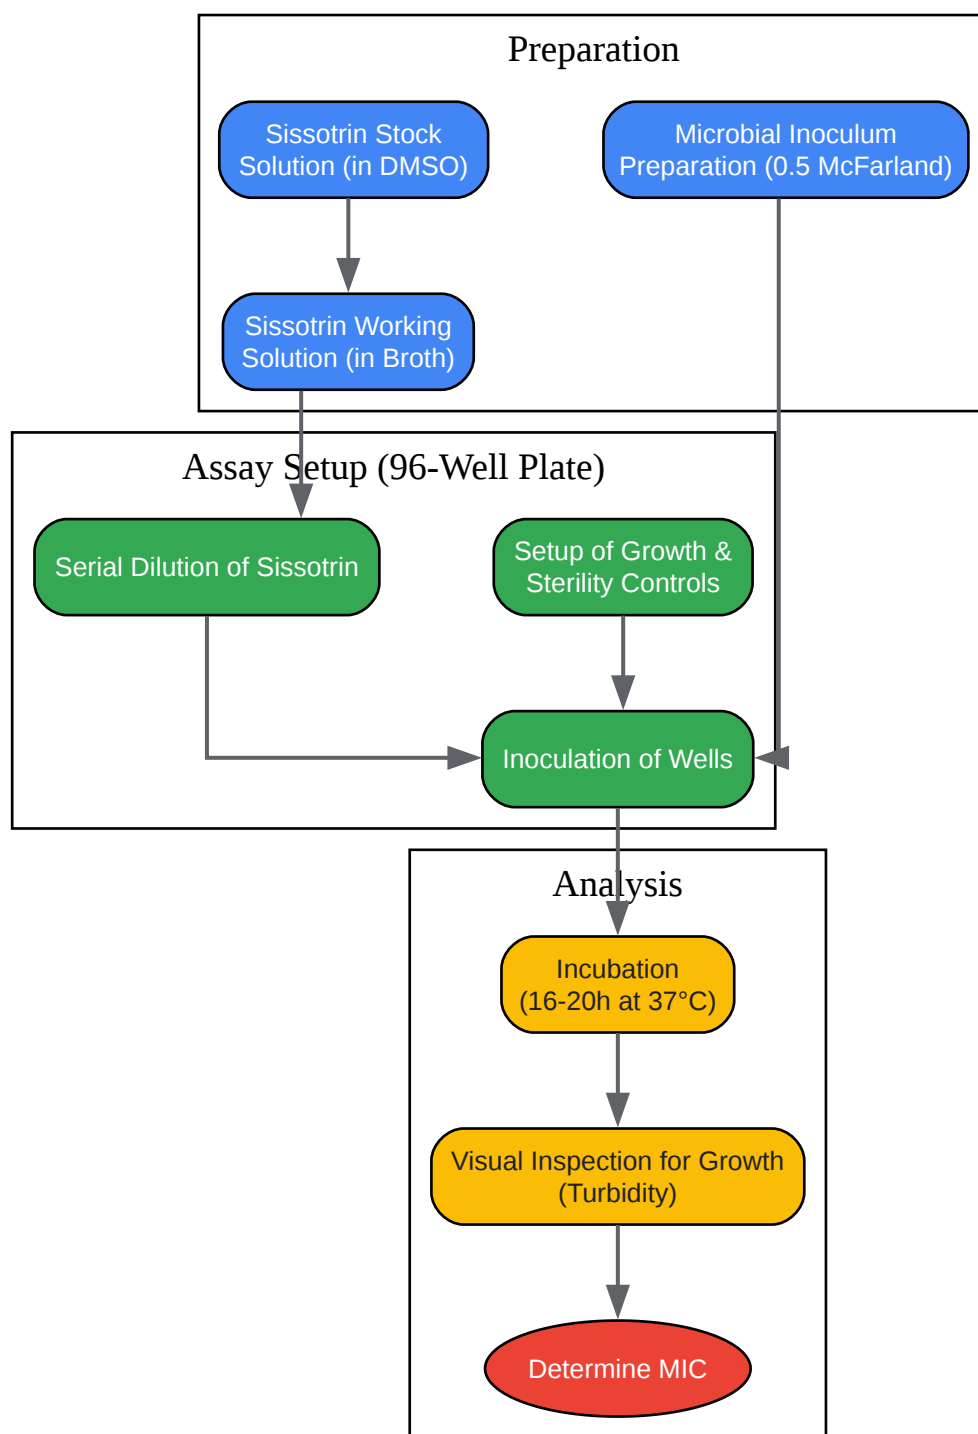 Preparation
Sissotrin Stock
Solution (in DMSO)
Microbial Inoculum
Preparation (0.5 McFarland)
Sissotrin Working
Solution (in Broth)
Assay Setup (96-Well Plate)
Serial Dilution of Sissotrin
Setup of Growth &
Sterility Controls
Inoculation of Wells
Analysis
Incubation
(16-20h at 37°C)
Visual Inspection for Growth
(Turbidity)
Determine MIC